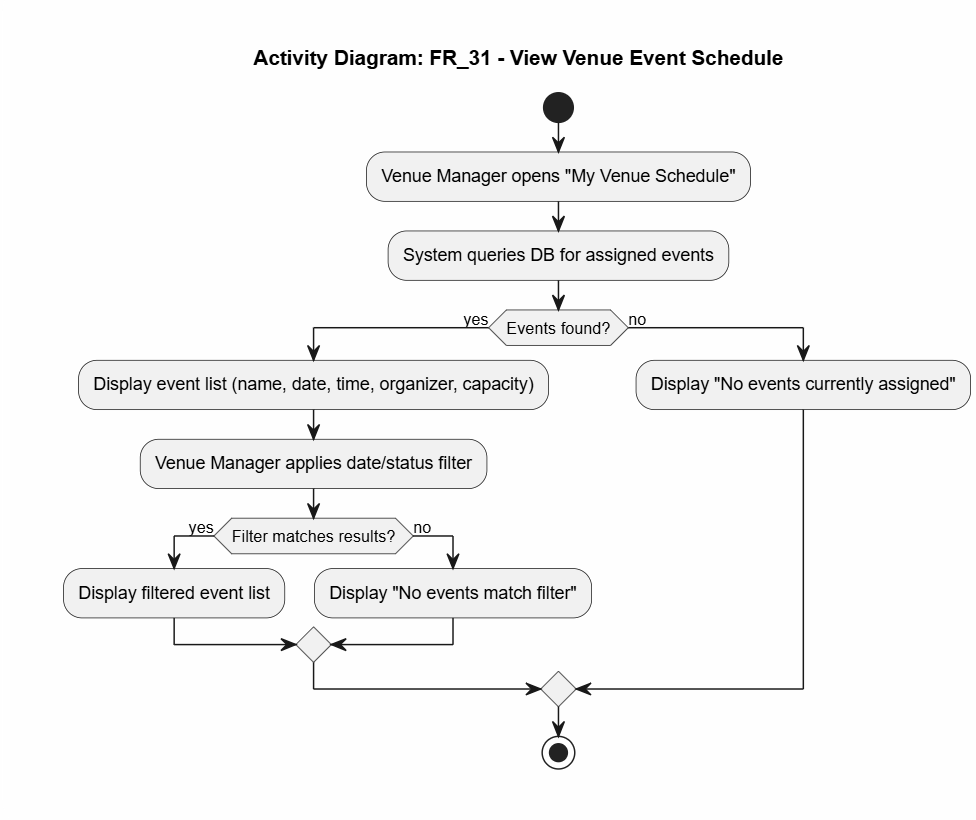 Activity Diagram: FR_31 - View Venue Event Schedule
Venue Manager opens "My Venue Schedule"
System queries DB for assigned events
yes
Events found?
no
Display event list (name, date, time, organizer, capacity)
Display "No events currently assigned"
Venue Manager applies date/status filter
yes
Filter matches results?
no
Display filtered event list
Display "No events match filter"